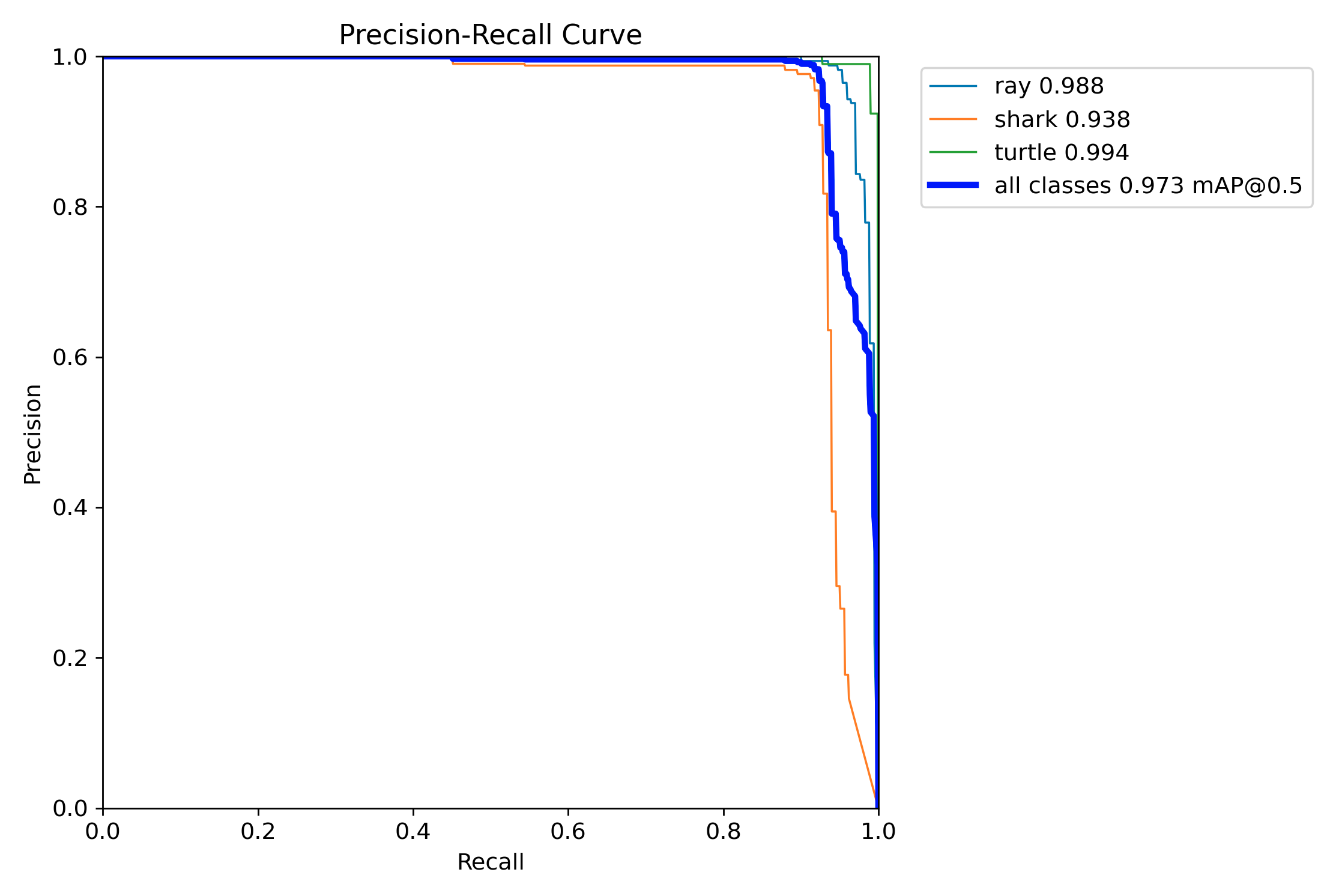 Precision-Recall Curve
1.0
0.8
0.6
0.4
0.2
0.0
Precision
0.0 0.2 0.4 0.6 0.8 1.0
Recall
ray 0.988
shark 0.938
turtle 0.994
all classes 0.973 mAP@0.5